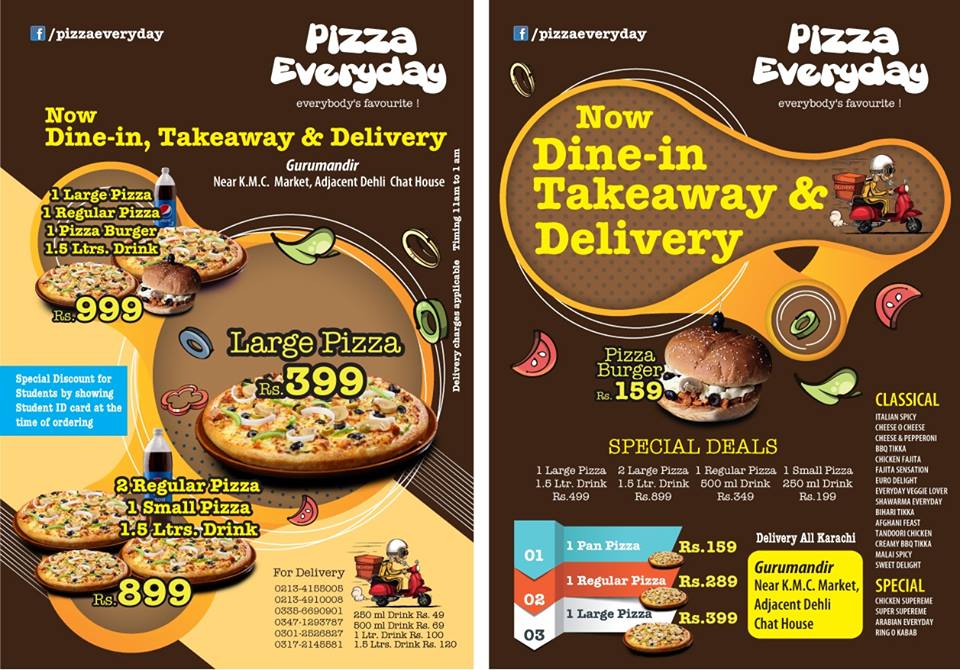 f /pizzaeveryday
Pizza
Everyday
everybody's favourite !
Now
Dine-in, Takeaway & Delivery
Gurumandir
Near K.M.C. Market, Adjacent Dehli Chat House
1 Large Pizza
1 Regular Pizza
1 Pizza Burger
1.5 Ltrs. Drink
Rs. 999
Delivery charges applicable Timing 11am to 1 am
Large Pizza
Rs. 399
Special Discount for
Students by showing
Student ID card at the
time of ordering
2 Regular Pizza
1 Small Pizza
1.5 Ltrs. Drink
Rs. 899
For Delivery
0213-4155005
0213-4910008
0335-6690901
0347-1293787
0301-2526827
0317-2145581
250 ml Drink Rs. 49
500 ml Drink Rs. 69
1 Ltr. Drink Rs. 100
1.5 Ltrs. Drink Rs. 120
f /pizzaeveryday
Pizza
Everyday
everybody's favourite !
Now
Dine-in
Takeaway &
Delivery
DELIVERY
Pizza
Burger
Rs. 159
SPECIAL DEALS
1 Large Pizza
1.5 Ltr. Drink
Rs.499
2 Large Pizza
1.5 Ltr. Drink
Rs.899
1 Regular Pizza
500 ml Drink
Rs.349
1 Small Pizza
250 ml Drink
Rs.199
01 1 Pan Pizza Rs.159
02 1 Regular Pizza Rs.289
03 1 Large Pizza Rs.399
Delivery All Karachi
Gurumandir
Near K.M.C. Market,
Adjacent Dehli
Chat House
CLASSICAL
ITALIAN SPICY
CHEESE O CHEESE
CHEESE & PEPPERONI
BBQ TIKKA
CHICKEN FAJITA
FAJITA SENSATION
EURO DELIGHT
EVERYDAY VEGGIE LOVER
SHAWARMA EVERYDAY
BIHARI TIKKA
AFGHANI FEAST
TANDOORI CHICKEN
CREAMY BBQ TIKKA
MALAI SPICY
SWEET DELIGHT
SPECIAL
CHICKEN SUPEREME
SUPER SUPEREME
ARABIAN EVERYDAY
RING O KABAB